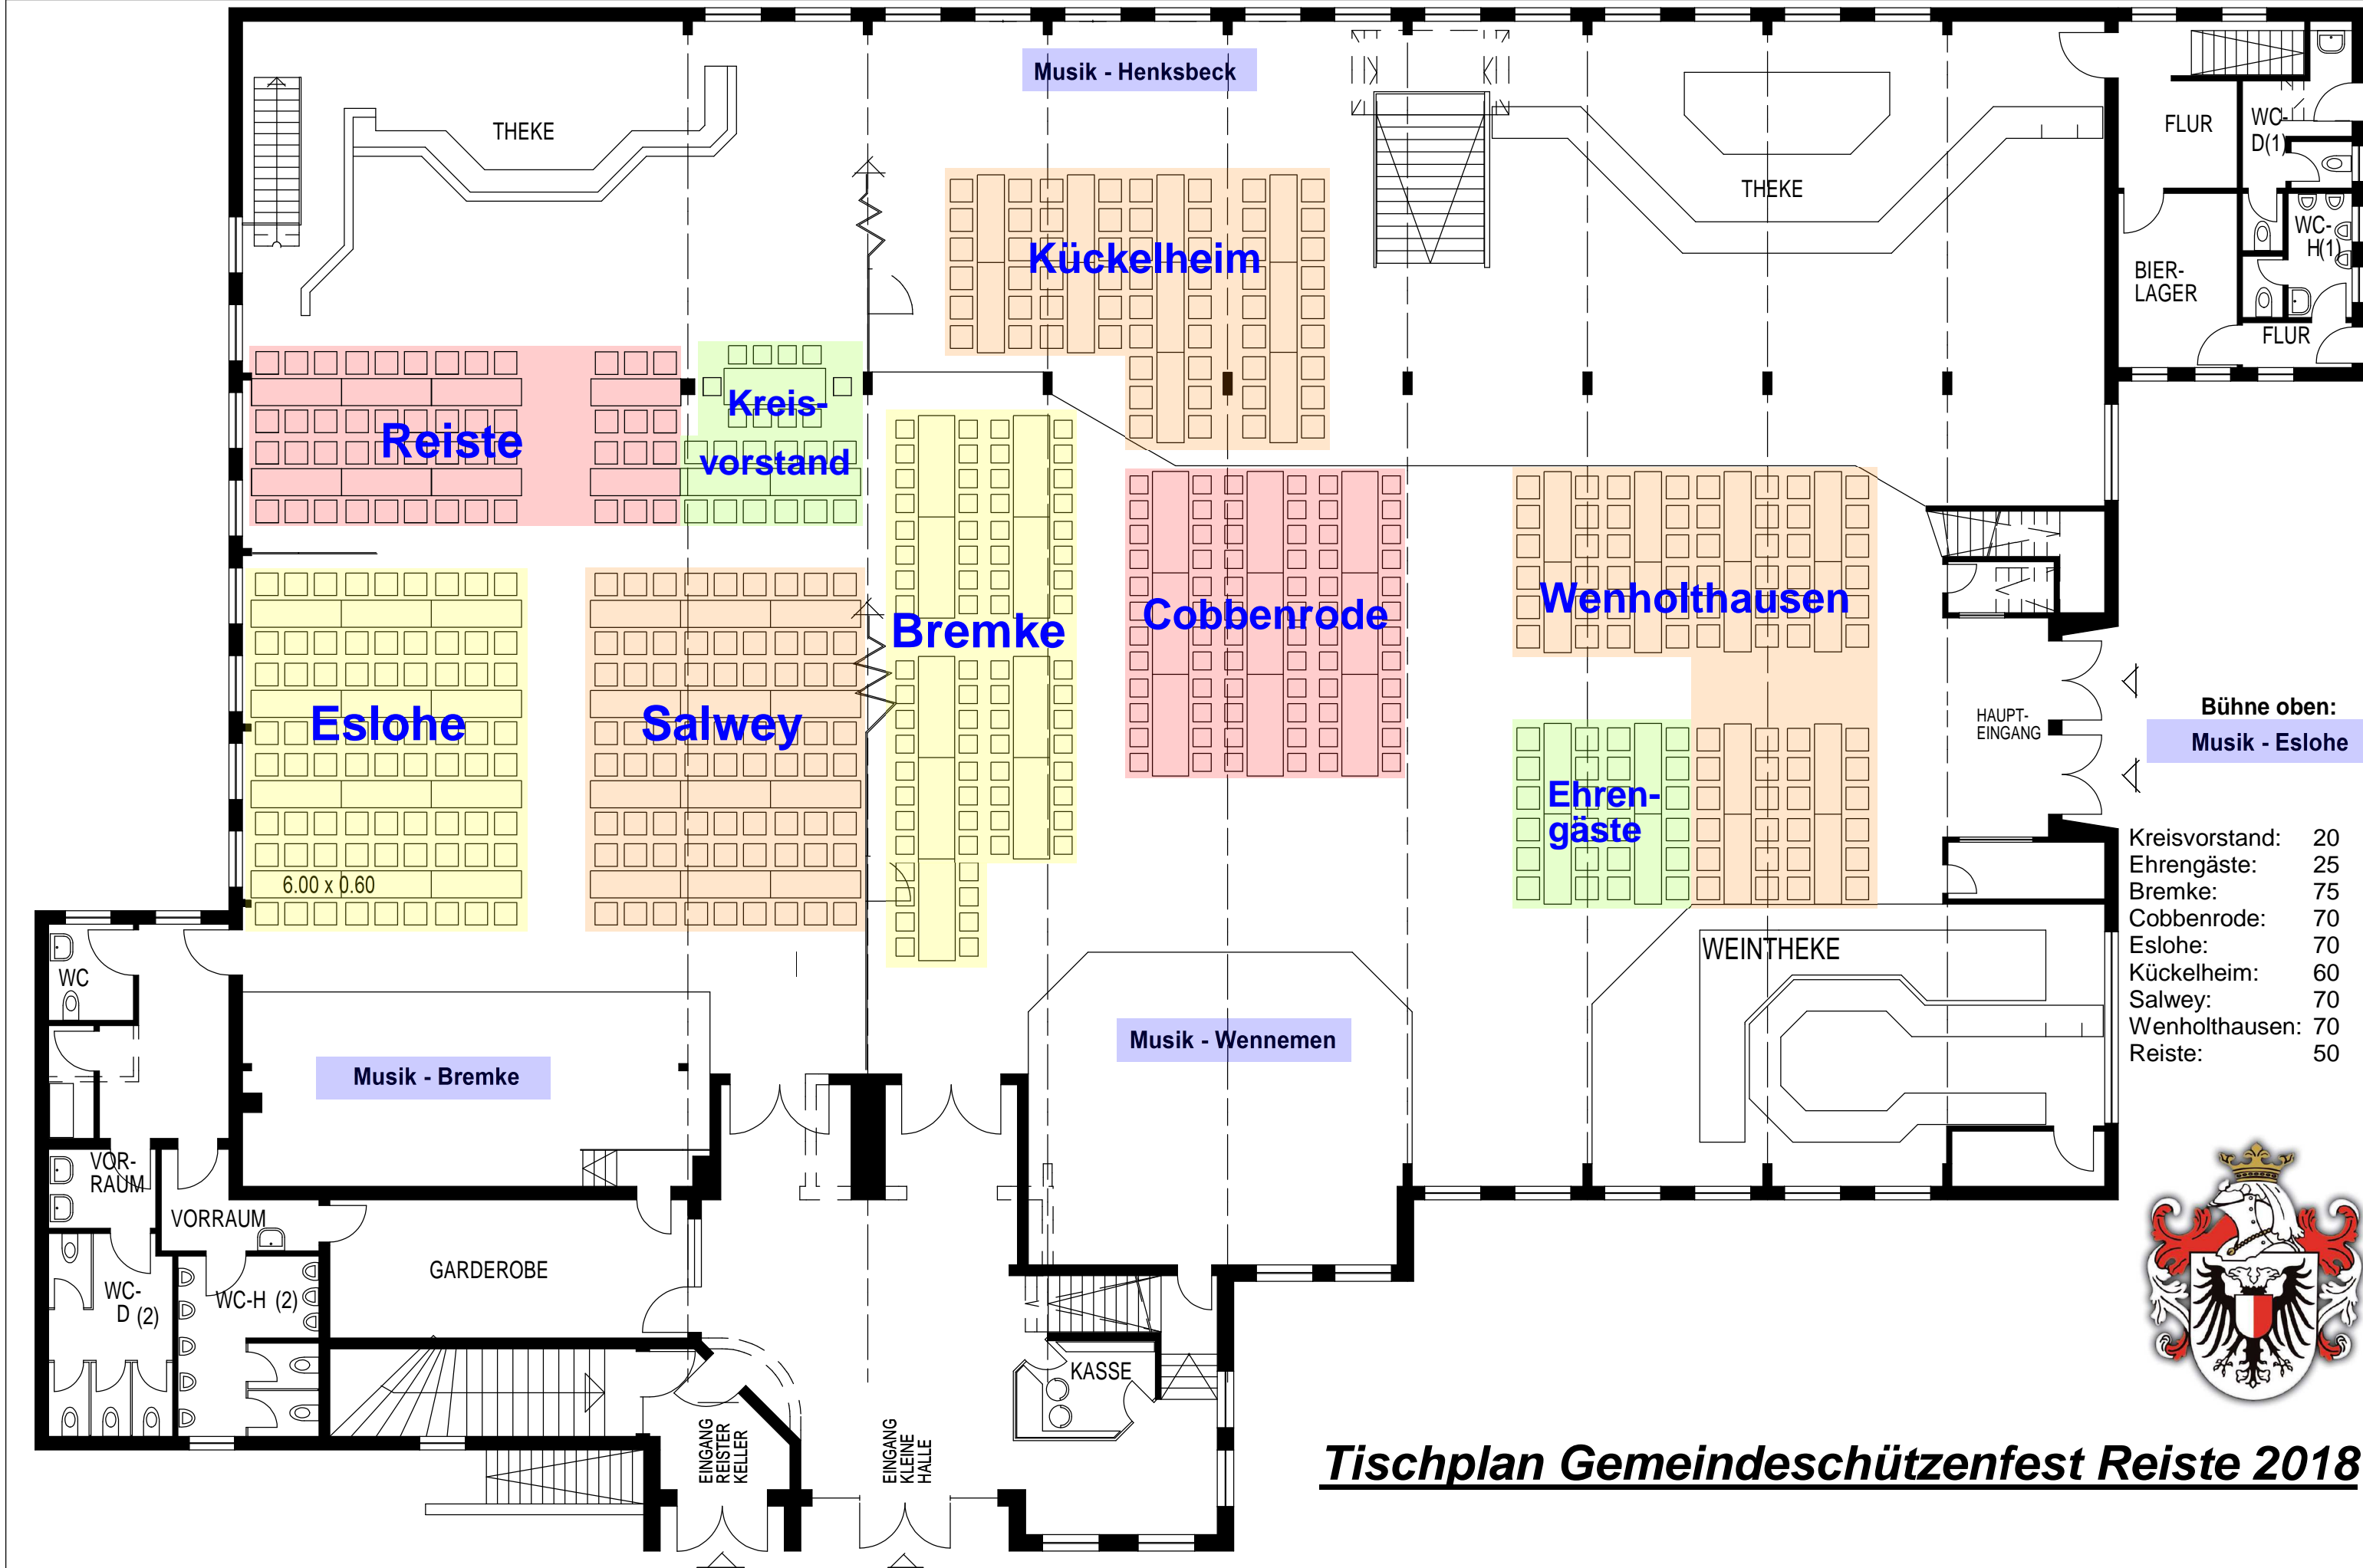 Musik - Henksbeck
THEKE
THEKE
FLUR
WC-
D(1)
WC-
H(1)
BIER-
LAGER
FLUR
Kückelheim
Reiste
Kreis-
vorstand
Eslohe
Salwey
Bremke
Cobbenrode
Wenholthausen
Ehren-
gäste
6.00 x 0.60
HAUPT-
EINGANG
Bühne oben:
Musik - Eslohe
Kreisvorstand: 20
Ehrengäste: 25
Bremke: 75
Cobbenrode: 70
Eslohe: 70
Kückelheim: 60
Salwey: 70
Wenholthausen: 70
Reiste: 50
WEINTHEKE
WC
Musik - Bremke
Musik - Wennemen
VOR-
RAUM
VORRAUM
GARDEROBE
WC-
D (2)
WC-H (2)
KASSE
EINGANG
REISTER
KELLER
EINGANG
KLEINE
HALLE
Tischplan Gemeindeschützenfest Reiste 2018